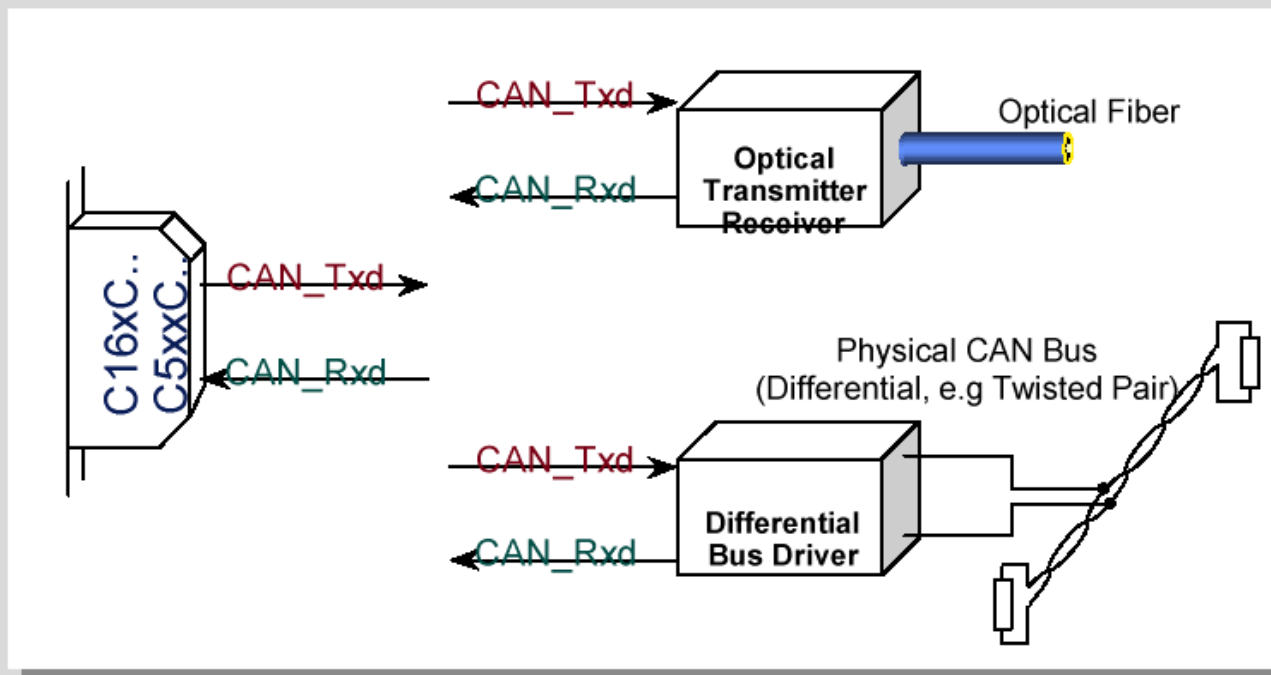 CAN_Txd
Optical Fiber
Optical
Transmitter
Receiver
CAN_Rxd
C16xC..
C5xxC..
CAN_Txd
CAN_Rxd
Physical CAN Bus
(Differential, e.g Twisted Pair)
CAN_Txd
Differential
Bus Driver
CAN_Rxd